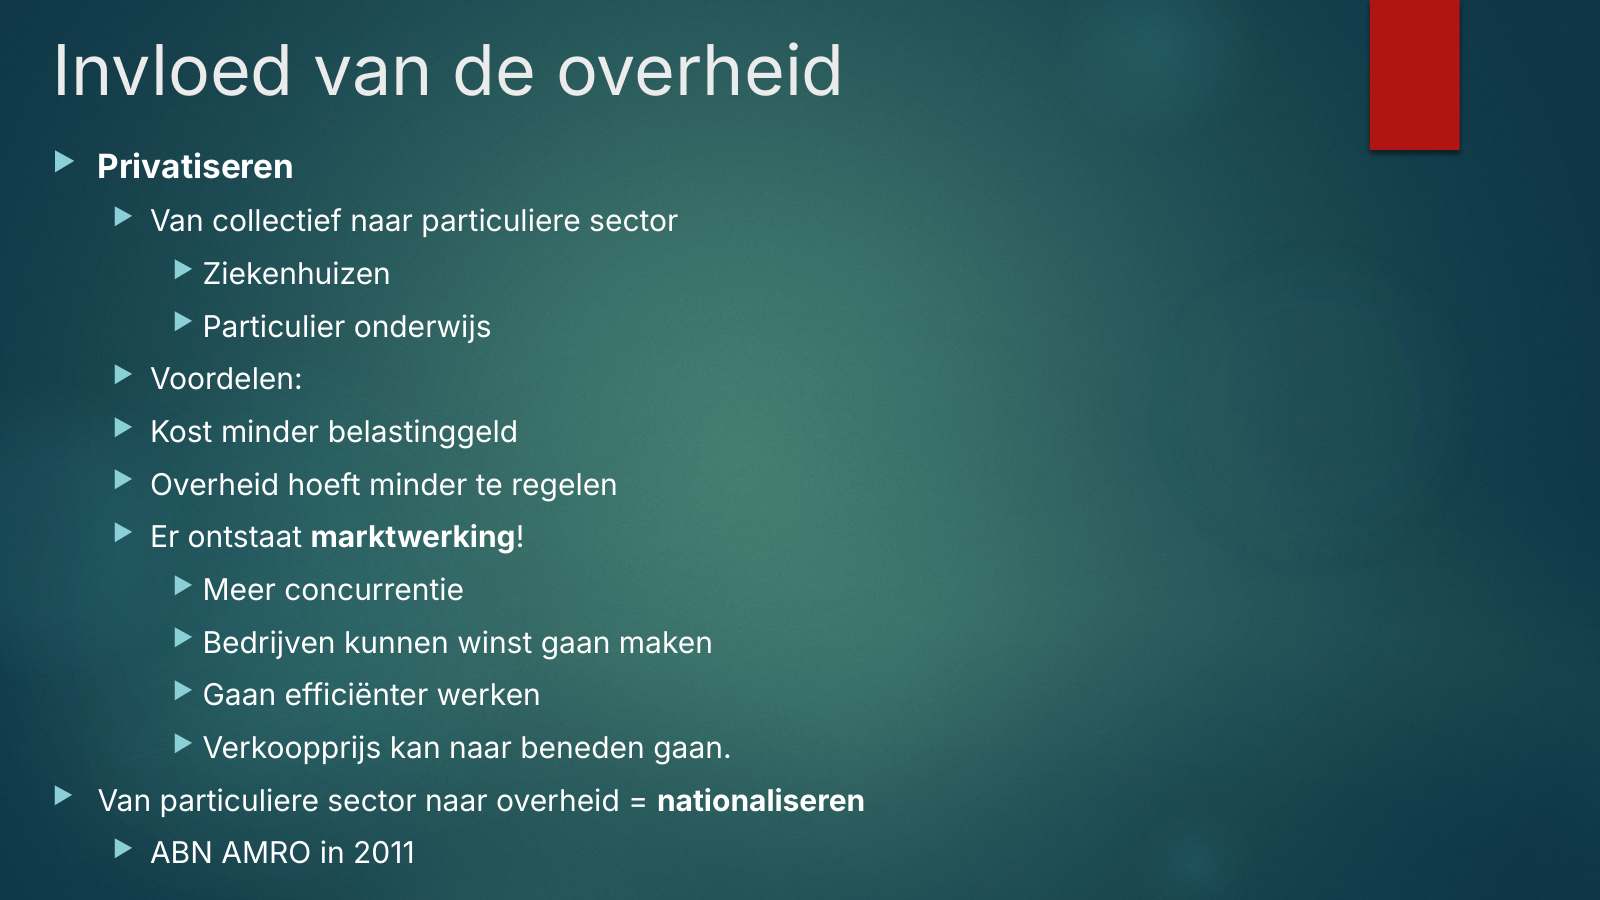 Invloed van de overheid
Privatiseren
Van collectief naar particuliere sector
Ziekenhuizen
Particulier onderwijs
Voordelen:
Kost minder belastinggeld
Overheid hoeft minder te regelen
Er ontstaat marktwerking!
Meer concurrentie
Bedrijven kunnen winst gaan maken
Gaan efficiënter werken
Verkoopprijs kan naar beneden gaan.
Van particuliere sector naar overheid = nationaliseren
ABN AMRO in 2011